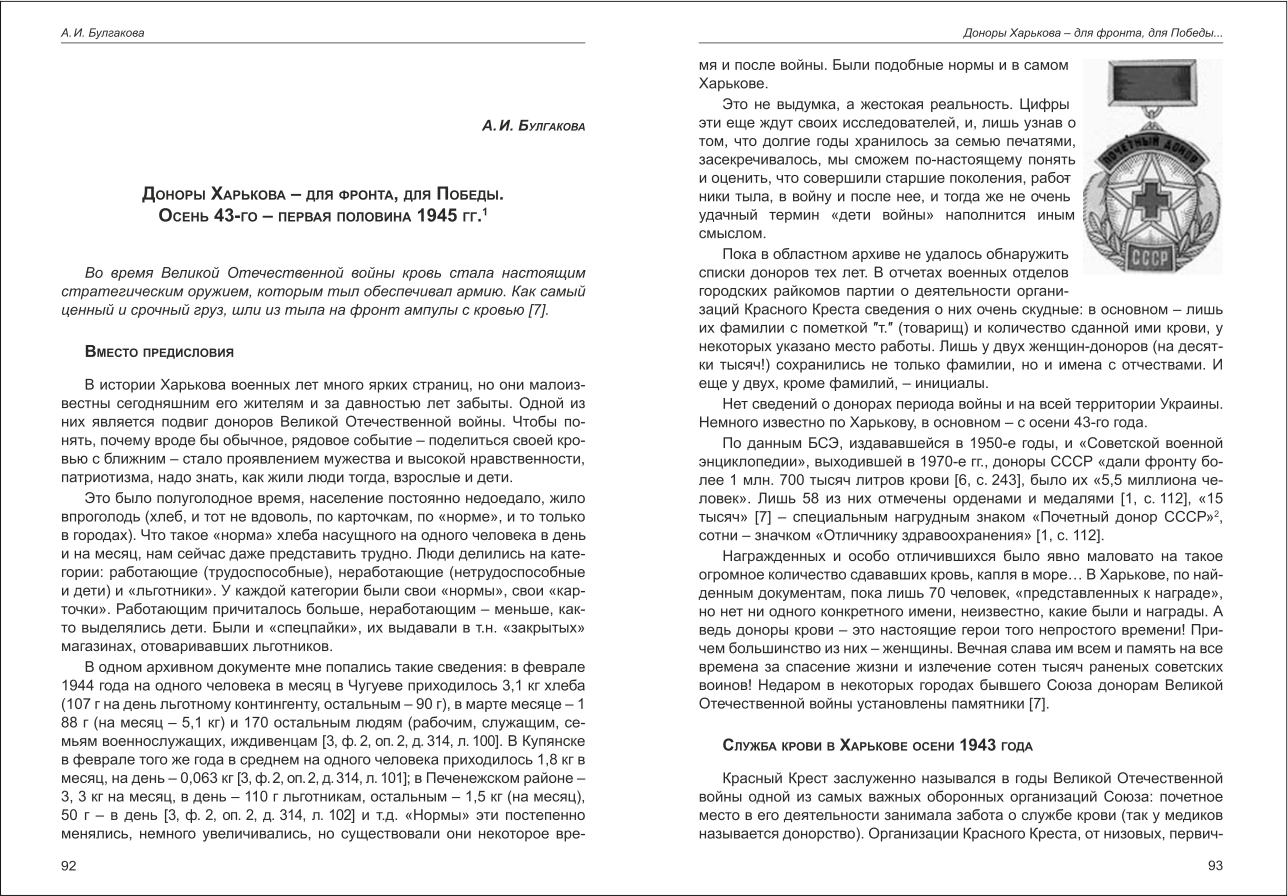 А. И. Булгакова
А. И. Булгакова
Доноры Харькова – для фронта, для Победы.
Осень 43-го – первая половина 1945 гг.¹
Во время Великой Отечественной войны кровь стала настоящим
стратегическим оружием, которым тыл обеспечивал армию. Как самый
ценный и срочный груз, шли из тыла на фронт ампулы с кровью [7].
Вместо предисловия
В истории Харькова военных лет много ярких страниц, но они малоиз-
вестны сегодняшним его жителям и за давностью лет забыты. Одной из
них является подвиг доноров Великой Отечественной войны. Чтобы по-
нять, почему вроде бы обычное, рядовое событие – поделиться своей кро-
вью с ближним – стало проявлением мужества и высокой нравственности,
патриотизма, надо знать, как жили люди тогда, взрослые и дети.
Это было полуголодное время, население постоянно недоедало, жило
впроголодь (хлеб, и тот не вдоволь, по карточкам, по «норме», и то только
в городах). Что такое «норма» хлеба насущного на одного человека в день
и на месяц, нам сейчас даже представить трудно. Люди делились на кате-
гории: работающие (трудоспособные), неработающие (нетрудоспособные
и дети) и «льготники». У каждой категории были свои «нормы», свои «кар-
точки». Работающим причиталось больше, неработающим – меньше, как-
то выделялись дети. Были и «спецпайки», их выдавали в т.н. «закрытых»
магазинах, отоваривавших льготников.
В одном архивном документе мне попались такие сведения: в феврале
1944 года на одного человека в месяц в Чугуеве приходилось 3,1 кг хлеба
(107 г на день льготному контингенту, остальным – 90 г), в марте месяце – 1
88 г (на месяц – 5,1 кг) и 170 остальным людям (рабочим, служащим, се-
мьям военнослужащих, иждивенцам [3, ф. 2, оп. 2, д. 314, л. 100]. В Купянске
в феврале того же года в среднем на одного человека приходилось 1,8 кг в
месяц, на день – 0,063 кг [3, ф. 2, оп. 2, д. 314, л. 101]; в Печенежском районе –
3, 3 кг на месяц, в день – 110 г льготникам, остальным – 1,5 кг (на месяц),
50 г – в день [3, ф. 2, оп. 2, д. 314, л. 102] и т.д. «Нормы» эти постепенно
менялись, немного увеличивались, но существовали они некоторое вре-
92
Доноры Харькова – для фронта, для Победы...
мя и после войны. Были подобные нормы и в самом
Харькове.
Это не выдумка, а жестокая реальность. Цифры
эти еще ждут своих исследователей, и, лишь узнав о
том, что долгие годы хранилось за семью печатями,
засекречивалось, мы сможем по-настоящему понять
и оценить, что совершили старшие поколения, работ-
ники тыла, в войну и после нее, и тогда же не очень
удачный термин «дети войны» наполнится иным
смыслом.
Пока в областном архиве не удалось обнаружить
списки доноров тех лет. В отчетах военных отделов
городских райкомов партии о деятельности органи-
ПОЧЕТНЫЙ ДОНОР
СССР
заций Красного Креста сведения о них очень скудные: в основном – лишь
их фамилии с пометкой "т." (товарищ) и количество сданной ими крови, у
некоторых указано место работы. Лишь у двух женщин-доноров (на десят-
ки тысяч!) сохранились не только фамилии, но и имена с отчествами. И
еще у двух, кроме фамилий, – инициалы.
Нет сведений о донорах периода войны и на всей территории Украины.
Немного известно по Харькову, в основном – с осени 43-го года.
По данным БСЭ, издававшейся в 1950-е годы, и «Советской военной
энциклопедии», выходившей в 1970-е гг., доноры СССР «дали фронту бо-
лее 1 млн. 700 тысяч литров крови [6, с. 243], было их «5,5 миллиона че-
ловек». Лишь 58 из них отмечены орденами и медалями [1, с. 112], «15
тысяч» [7] – специальным нагрудным знаком «Почетный донор СССР»²,
сотни – значком «Отличнику здравоохранения» [1, с. 112].
Награжденных и особо отличившихся было явно маловато на такое
огромное количество сдававших кровь, капля в море… В Харькове, по най-
денным документам, пока лишь 70 человек, «представленных к награде»,
но нет ни одного конкретного имени, неизвестно, какие были и награды. А
ведь доноры крови – это настоящие герои того непростого времени! При-
чем большинство из них – женщины. Вечная слава им всем и память на все
времена за спасение жизни и излечение сотен тысяч раненых советских
воинов! Недаром в некоторых городах бывшего Союза донорам Великой
Отечественной войны установлены памятники [7].
Служба крови в Харькове осени 1943 года
Красный Крест заслуженно назывался в годы Великой Отечественной
войны одной из самых важных оборонных организаций Союза: почетное
место в его деятельности занимала забота о службе крови (так у медиков
называется донорство). Организации Красного Креста, от низовых, первич-
93